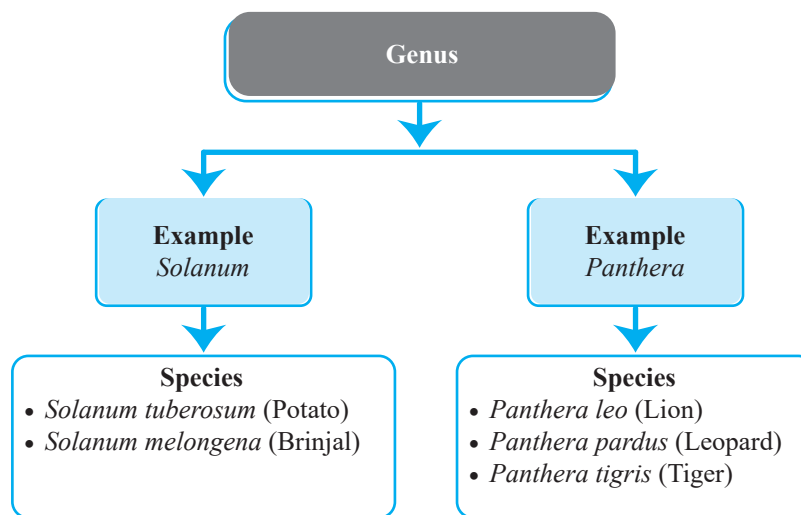 Genus
Example
Solanum
Example
Panthera
Species
• Solanum tuberosum (Potato)
• Solanum melongena (Brinjal)
Species
• Panthera leo (Lion)
• Panthera pardus (Leopard)
• Panthera tigris (Tiger)